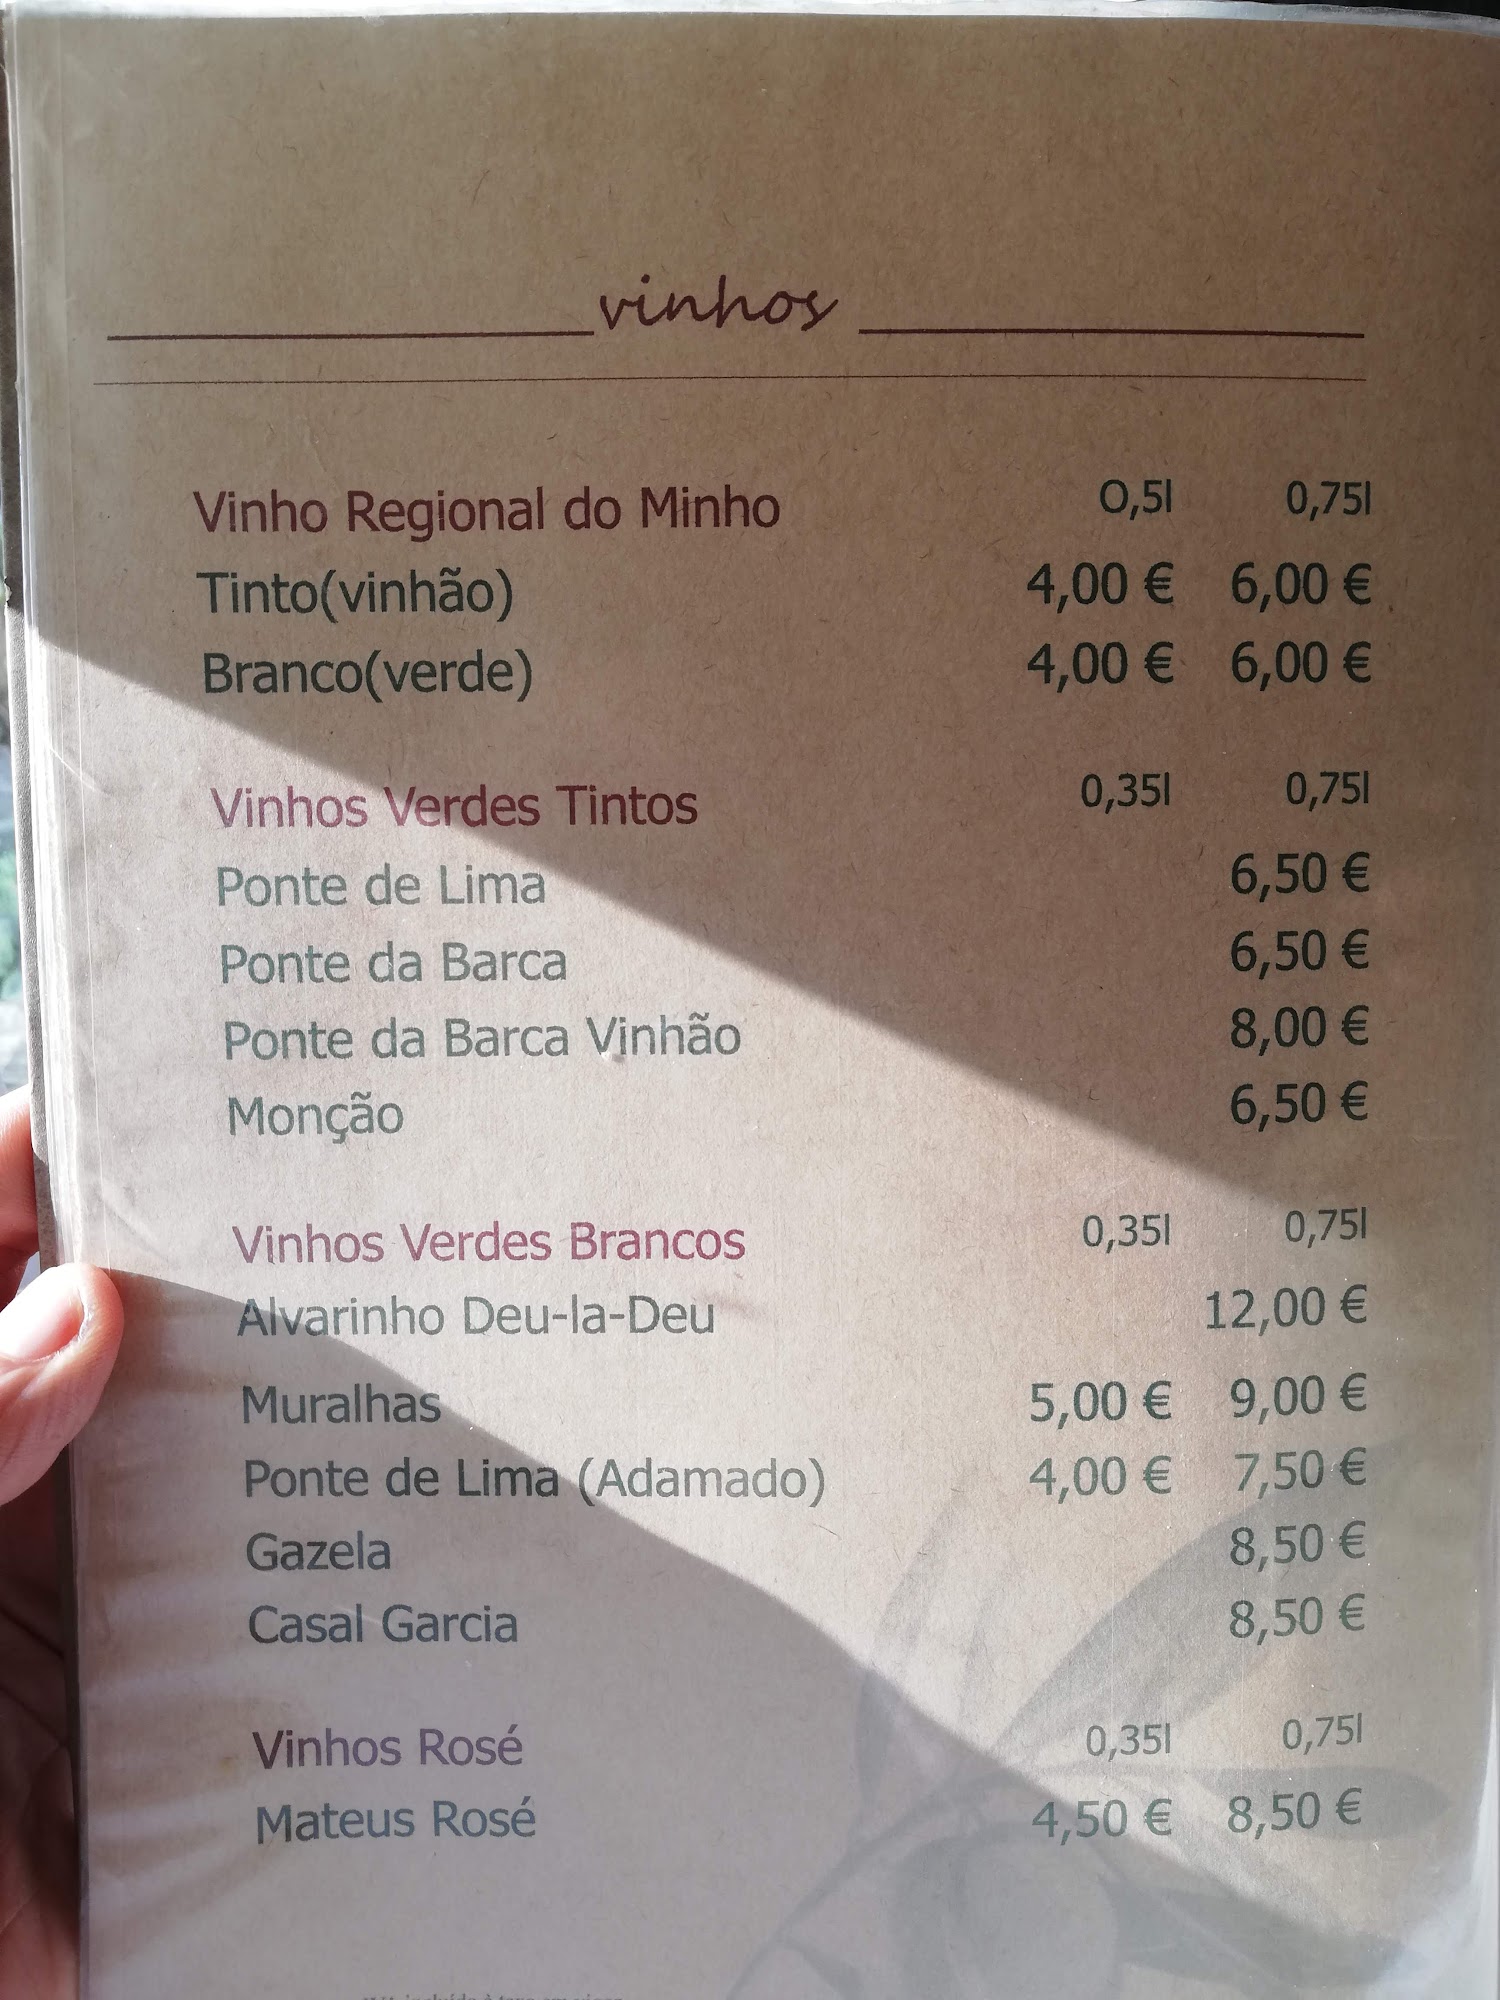 vinhos
Vinho Regional do Minho O,5l 0,75l
Tinto(vinhão) 4,00 € 6,00 €
Branco(verde) 4,00 € 6,00 €
Vinhos Verdes Tintos 0,35l 0,75l
Ponte de Lima 6,50 €
Ponte da Barca 6,50 €
Ponte da Barca Vinhão 8,00 €
Monção 6,50 €
Vinhos Verdes Brancos 0,35l 0,75l
Alvarinho Deu-la-Deu 12,00 €
Muralhas 5,00 € 9,00 €
Ponte de Lima (Adamado) 4,00 € 7,50 €
Gazela 8,50 €
Casal Garcia 8,50 €
Vinhos Rosé 0,35l 0,75l
Mateus Rosé 4,50 € 8,50 €